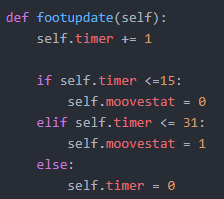 def footupdate(self):
    self.timer += 1

    if self.timer <=15:
        self.moovestat = 0
    elif self.timer <= 31:
        self.moovestat = 1
    else:
        self.timer = 0